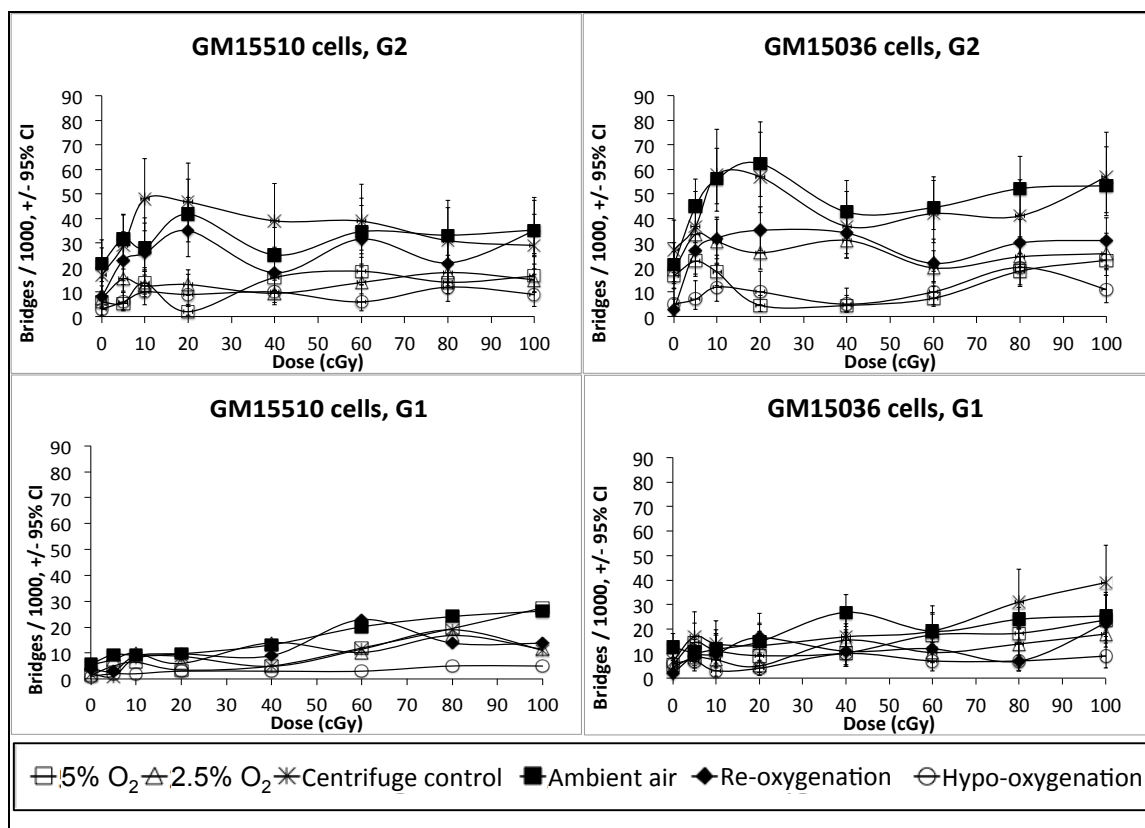 GM15510 cells, G2
Bridges / 1000, +/- 95% CI
90
80
70
60
50
40
30
20
10
0
0 10 20 30 40 50 60 70 80 90 100
Dose (cGy)
GM15036 cells, G2
Bridges / 1000, +/- 95% CI
90
80
70
60
50
40
30
20
10
0
0 10 20 30 40 50 60 70 80 90 100
Dose (cGy)
GM15510 cells, G1
Bridges / 1000, +/- 95% CI
90
80
70
60
50
40
30
20
10
0
0 10 20 30 40 50 60 70 80 90 100
Dose (cGy)
GM15036 cells, G1
Bridges / 1000, +/- 95% CI
90
80
70
60
50
40
30
20
10
0
0 10 20 30 40 50 60 70 80 90 100
Dose (cGy)
5% O₂ 2.5% O₂ Centrifuge control Ambient air Re-oxygenation Hypo-oxygenation